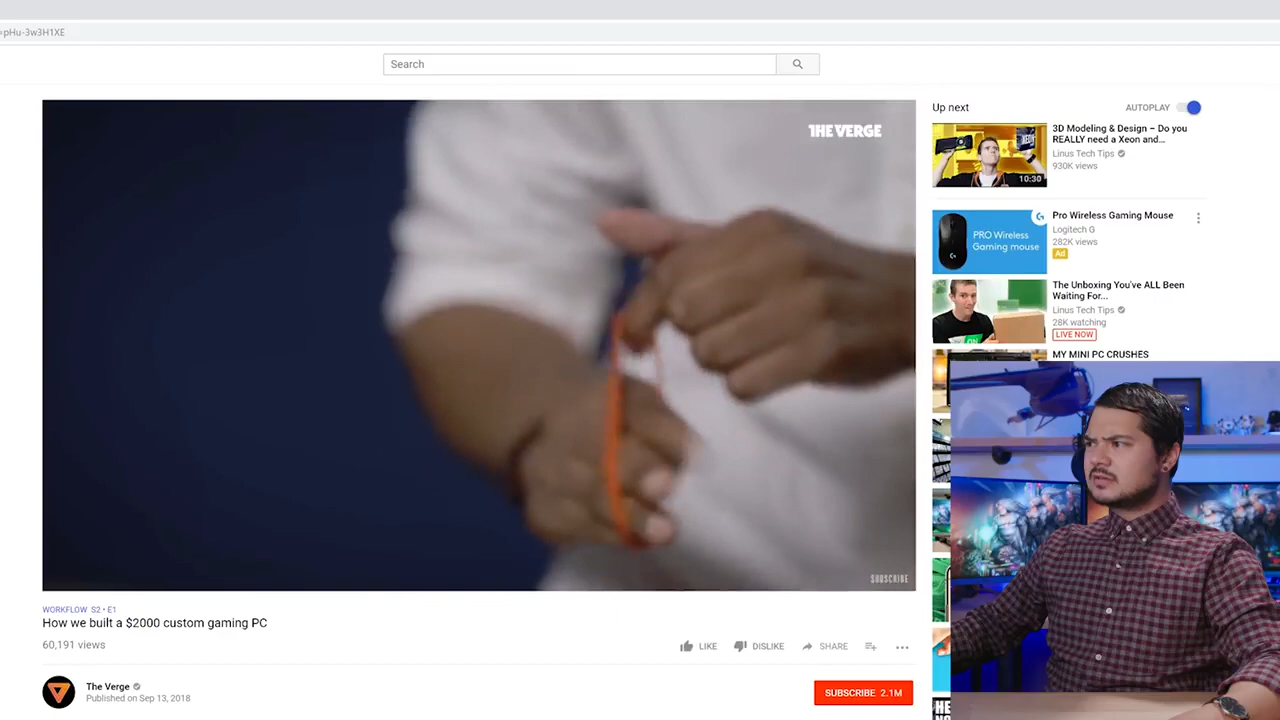 =pHu-3w3H1XE
Search
THE VERGE
SUBSCRIBE
WORKFLOW S2 • E1
How we built a $2000 custom gaming PC
60,191 views
LIKE
DISLIKE
SHARE
The Verge
Published on Sep 13, 2018
SUBSCRIBE 2.1M
Up next
AUTOPLAY
XEON
10:30
3D Modeling & Design – Do you
REALLY need a Xeon and...
Linus Tech Tips
930K views
PRO Wireless
Gaming mouse
Pro Wireless Gaming Mouse
Logitech G
282K views
Ad
The Unboxing You've ALL Been
Waiting For...
Linus Tech Tips
28K watching
LIVE NOW
MY MINI PC CRUSHES
THE